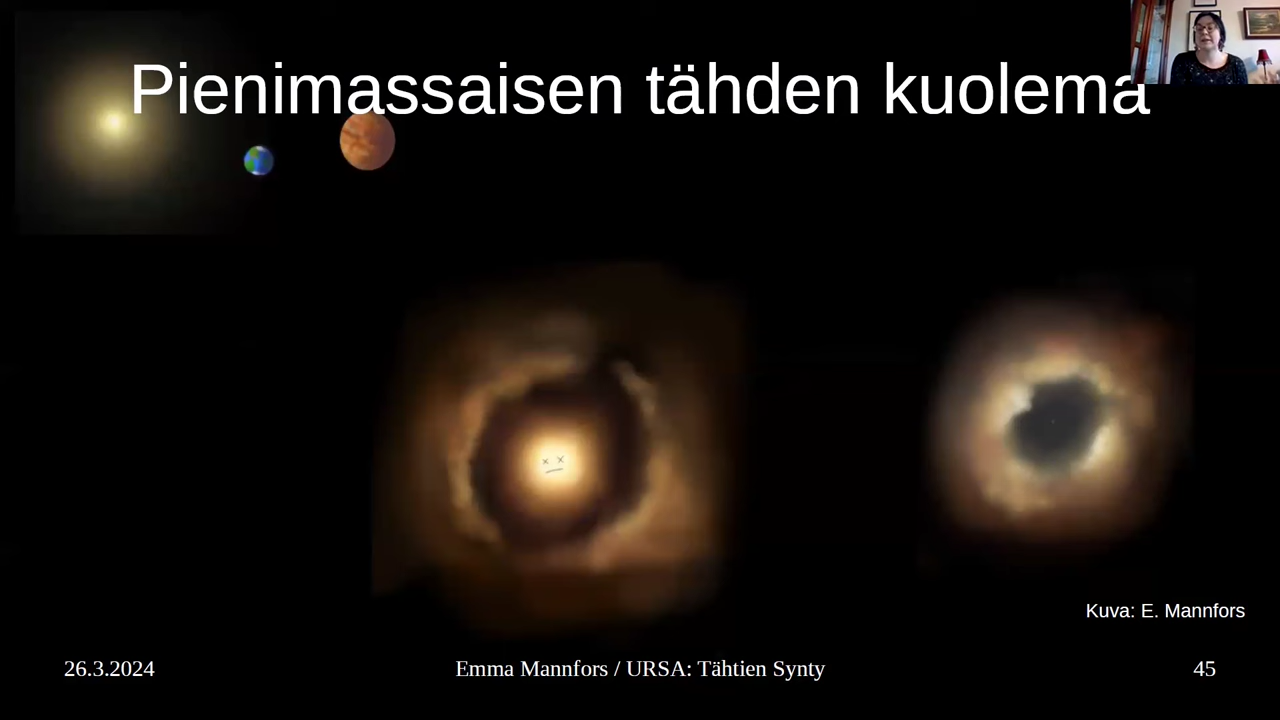 Pienimassaisen tähden kuolema
Kuva: E. Mannfors
26.3.2024
Emma Mannfors / URSA: Tähtien Synty
45